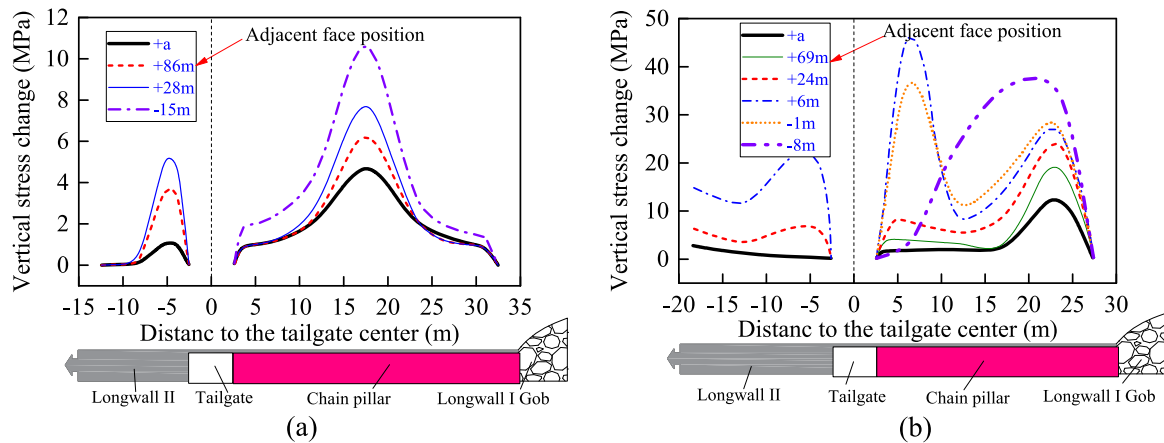 12
10
8
6
4
2
0
Vertical stress change (MPa)
+a
+86m
+28m
-15m
Adjacent face position
-15 -10 -5 0 5 10 15 20 25 30 35
Distanc to the tailgate center (m)
Longwall II Tailgate Chain pillar Longwall I Gob
(a)
50
40
30
20
10
0
Vertical stress change (MPa)
+a
+69m
+24m
+6m
-1m
-8m
Adjacent face position
-20 -15 -10 -5 0 5 10 15 20 25 30
Distanc to the tailgate center (m)
Longwall II Tailgate Chain pillar Longwall I Gob
(b)